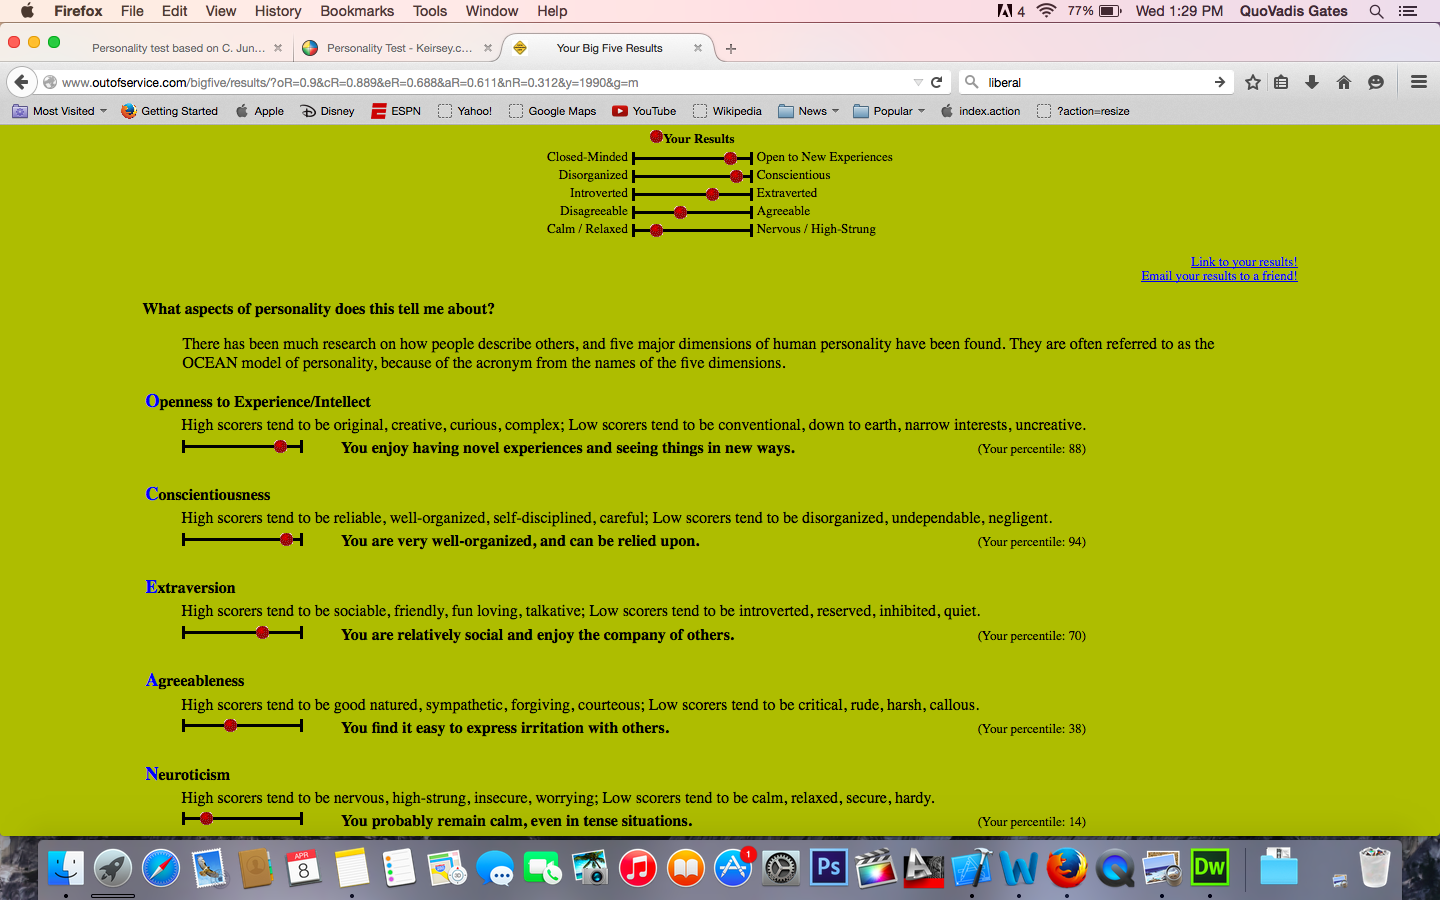 Firefox File Edit View History Bookmarks Tools Window Help 4 77% Wed 1:29 PM QuoVadis Gates
Personality test based on C. Jun... Personality Test - Keirsey.c... Your Big Five Results
www.outofservice.com/bigfive/results/?oR=0.9&cR=0.889&eR=0.688&aR=0.611&nR=0.312&y=1990&g=m liberal
Most Visited Getting Started Apple Disney ESPN Yahoo! Google Maps YouTube Wikipedia News Popular index.action ?action=resize
Your Results
Closed-Minded Open to New Experiences
Disorganized Conscientious
Introverted Extraverted
Disagreeable Agreeable
Calm / Relaxed Nervous / High-Strung
Link to your results!
Email your results to a friend!
What aspects of personality does this tell me about?
There has been much research on how people describe others, and five major dimensions of human personality have been found. They are often referred to as the
OCEAN model of personality, because of the acronym from the names of the five dimensions.
Openness to Experience/Intellect
High scorers tend to be original, creative, curious, complex; Low scorers tend to be conventional, down to earth, narrow interests, uncreative.
You enjoy having novel experiences and seeing things in new ways. (Your percentile: 88)
Conscientiousness
High scorers tend to be reliable, well-organized, self-disciplined, careful; Low scorers tend to be disorganized, undependable, negligent.
You are very well-organized, and can be relied upon. (Your percentile: 94)
Extraversion
High scorers tend to be sociable, friendly, fun loving, talkative; Low scorers tend to be introverted, reserved, inhibited, quiet.
You are relatively social and enjoy the company of others. (Your percentile: 70)
Agreeableness
High scorers tend to be good natured, sympathetic, forgiving, courteous; Low scorers tend to be critical, rude, harsh, callous.
You find it easy to express irritation with others. (Your percentile: 38)
Neuroticism
High scorers tend to be nervous, high-strung, insecure, worrying; Low scorers tend to be calm, relaxed, secure, hardy.
You probably remain calm, even in tense situations. (Your percentile: 14)
APR
8 1 Ps Dw